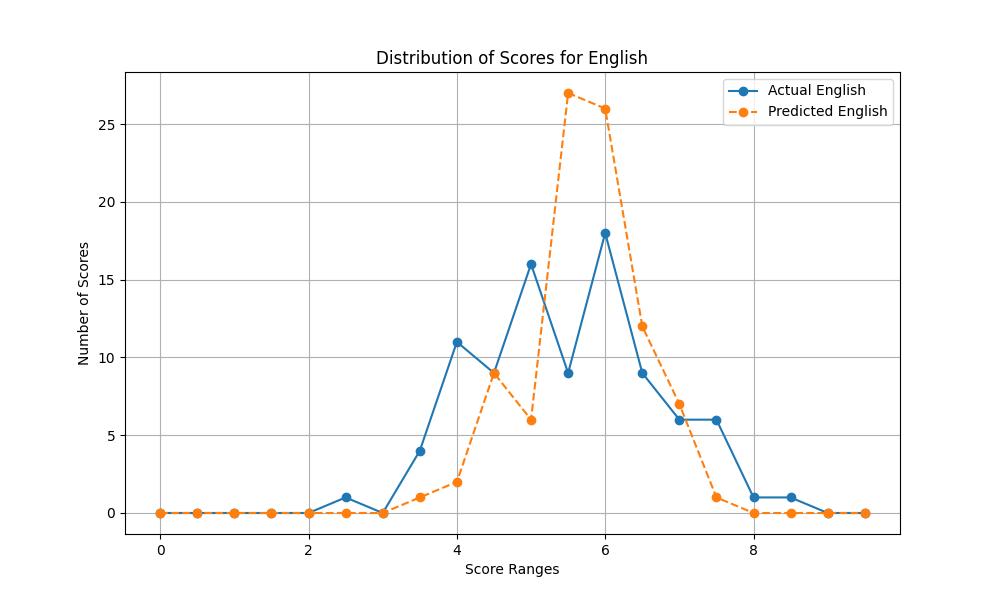 Distribution of Scores for English
Actual English
Predicted English
Number of Scores
25
20
15
10
5
0
0 2 4 6 8
Score Ranges